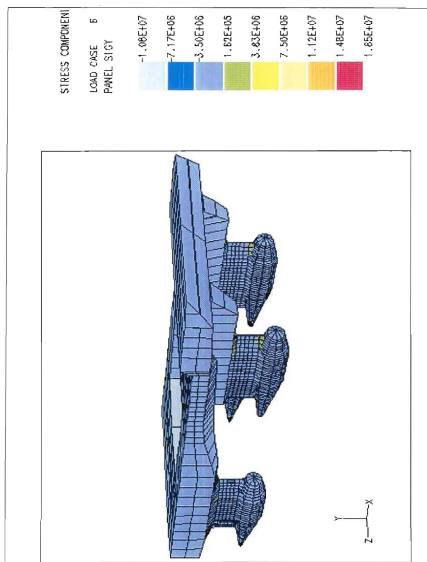 STRESS COMPONENT
LOAD CASE 6
PANEL SIGY
-1.08E+07
-7.17E+06
-3.50E+06
1.62E+05
3.83E+06
7.50E+06
1.12E+07
1.48E+07
1.85E+07
Y
Z
X